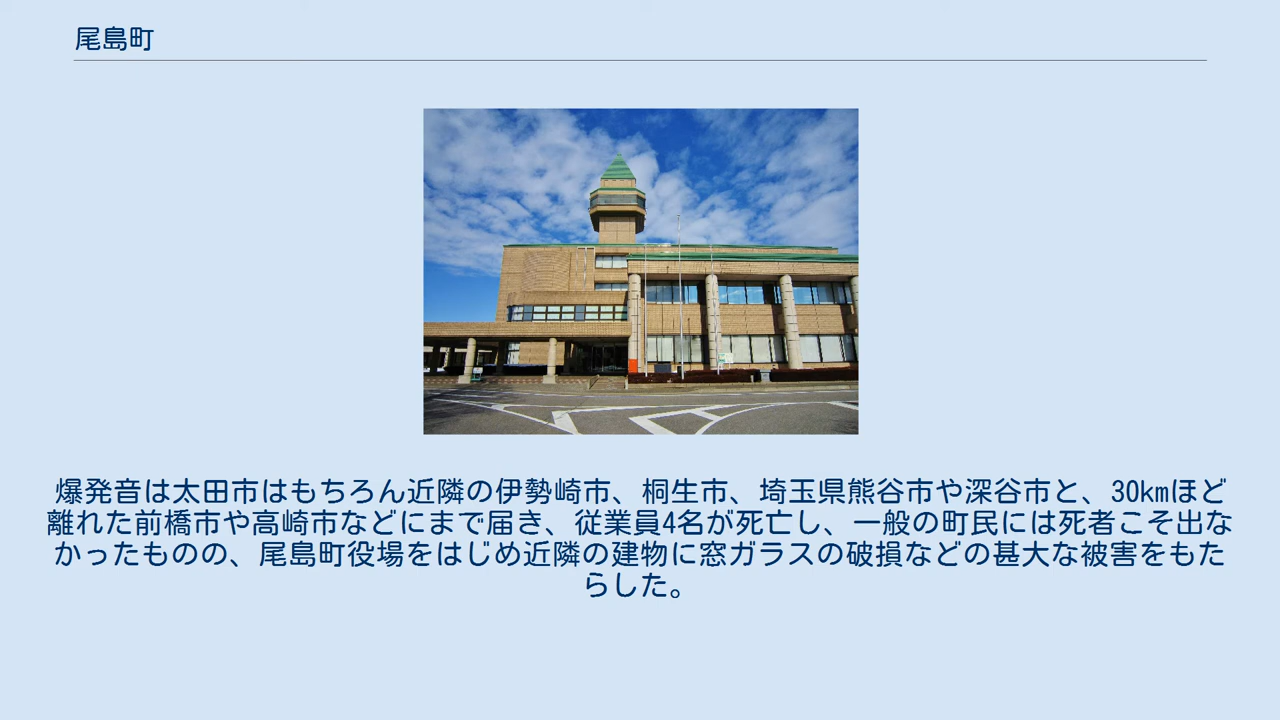 尾島町
爆発音は太田市はもちろん近隣の伊勢崎市、桐生市、埼玉県熊谷市や深谷市と、30kmほど
離れた前橋市や高崎市などにまで届き、従業員4名が死亡し、一般の町民には死者こそ出な
かったものの、尾島町役場をはじめ近隣の建物に窓ガラスの破損などの甚大な被害をもた
らした。